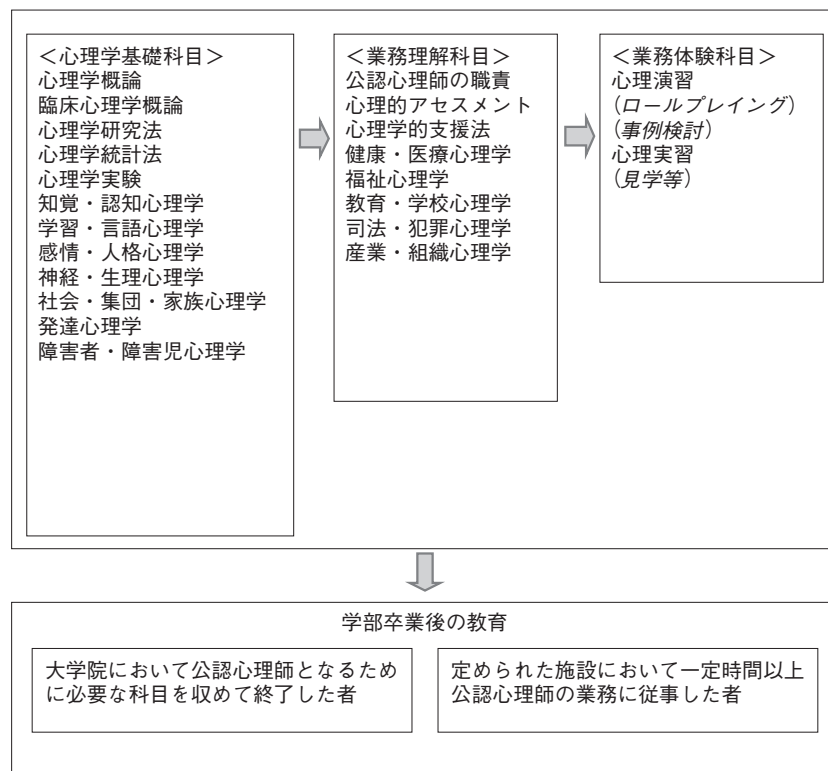 ＜心理学基礎科目＞
心理学概論
臨床心理学概論
心理学研究法
心理学統計法
心理学実験
知覚・認知心理学
学習・言語心理学
感情・人格心理学
神経・生理心理学
社会・集団・家族心理学
発達心理学
障害者・障害児心理学
＜業務理解科目＞
公認心理師の職責
心理的アセスメント
心理学的支援法
健康・医療心理学
福祉心理学
教育・学校心理学
司法・犯罪心理学
産業・組織心理学
＜業務体験科目＞
心理演習
（ロールプレイング）
（事例検討）
心理実習
（見学等）
学部卒業後の教育
大学院において公認心理師となるため
に必要な科目を収めて終了した者
定められた施設において一定時間以上
公認心理師の業務に従事した者